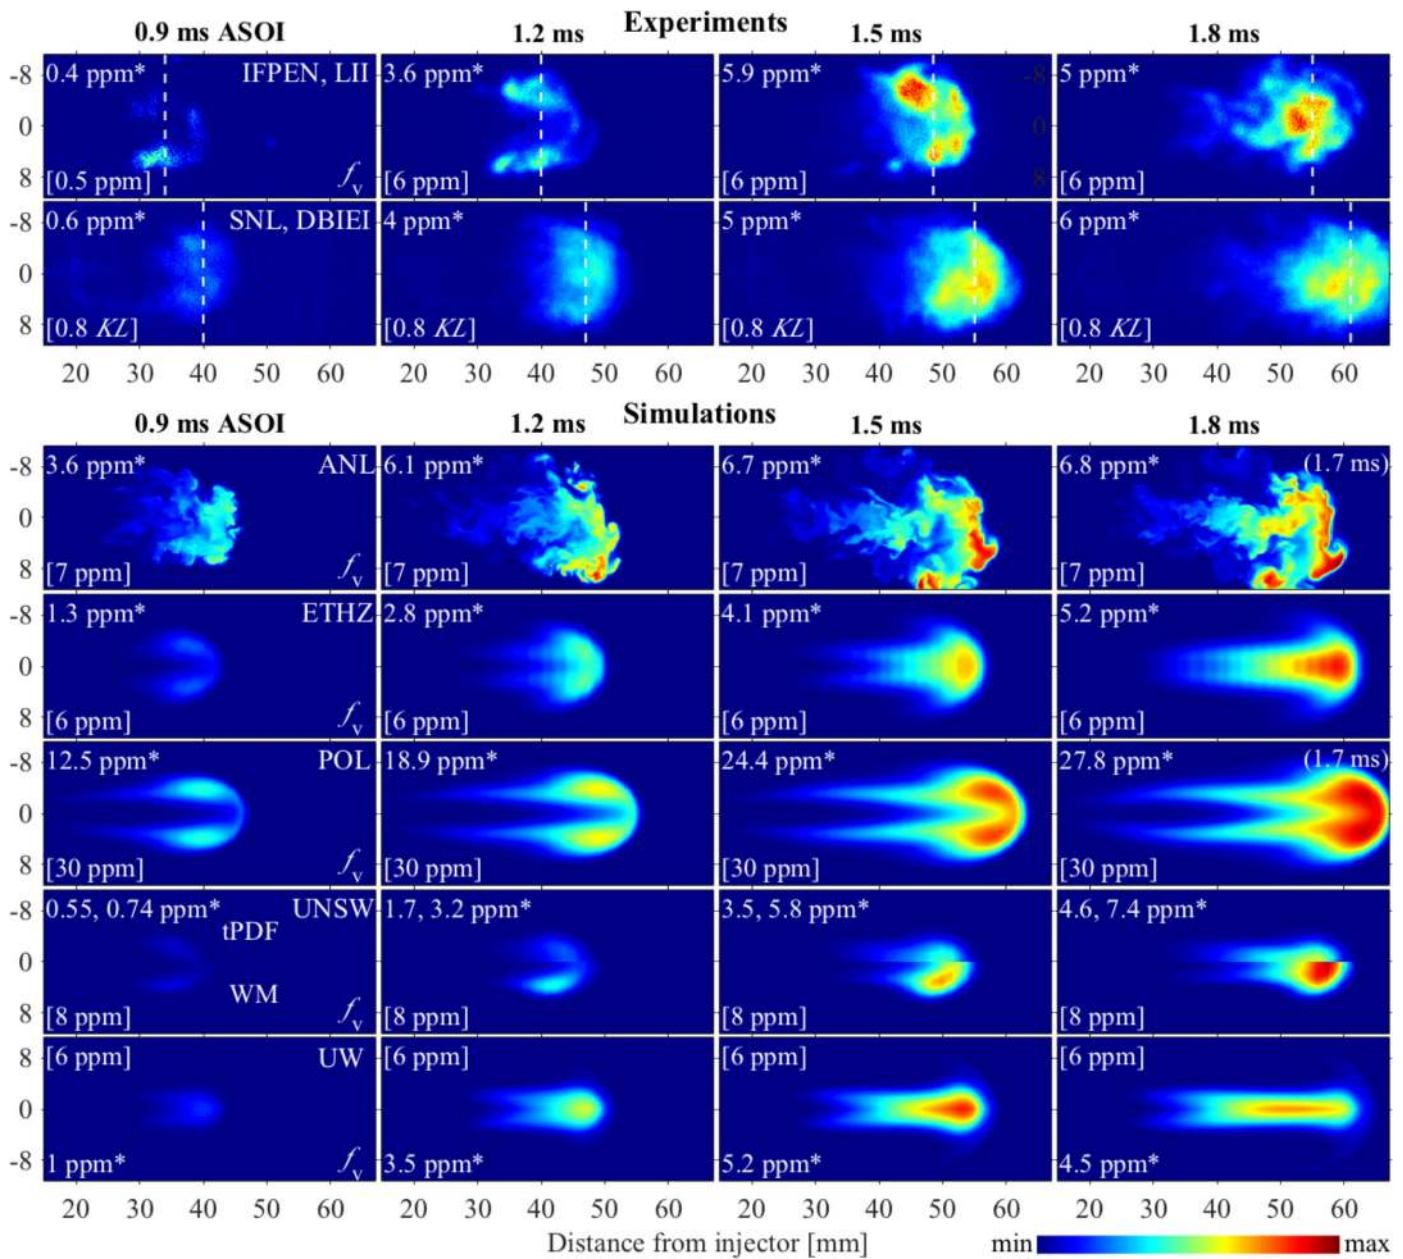 Experiments
0.9 ms ASOI 1.2 ms 1.5 ms 1.8 ms
-8 0.4 ppm* IFPEN, LII 3.6 ppm* 5.9 ppm* -8 5 ppm*
0 0
8 [0.5 ppm] fv [6 ppm] [6 ppm] 8 [6 ppm]
-8 0.6 ppm* SNL, DBIEI 4 ppm* 5 ppm* 6 ppm*
0
8 [0.8 KL] [0.8 KL] [0.8 KL] [0.8 KL]
20 30 40 50 60 20 30 40 50 60 20 30 40 50 60 20 30 40 50 60
Simulations
0.9 ms ASOI 1.2 ms 1.5 ms 1.8 ms
-8 3.6 ppm* ANL 6.1 ppm* 6.7 ppm* 6.8 ppm* (1.7 ms)
0
8 [7 ppm] fv [7 ppm] [7 ppm] [7 ppm]
-8 1.3 ppm* ETHZ 2.8 ppm* 4.1 ppm* 5.2 ppm*
0
8 [6 ppm] fv [6 ppm] [6 ppm] [6 ppm]
-8 12.5 ppm* POL 18.9 ppm* 24.4 ppm* 27.8 ppm* (1.7 ms)
0
8 [30 ppm] fv [30 ppm] [30 ppm] [30 ppm]
-8 0.55, 0.74 ppm* UNSW 1.7, 3.2 ppm* 3.5, 5.8 ppm* 4.6, 7.4 ppm*
tPDF
0
WM
8 [8 ppm] fv [8 ppm] [8 ppm] [8 ppm]
8 [6 ppm] UW [6 ppm] [6 ppm] [6 ppm]
0
-8 1 ppm* fv 3.5 ppm* 5.2 ppm* 4.5 ppm*
20 30 40 50 60 20 30 40 50 60 20 30 40 50 60 20 30 40 50 60
Distance from injector [mm] min max